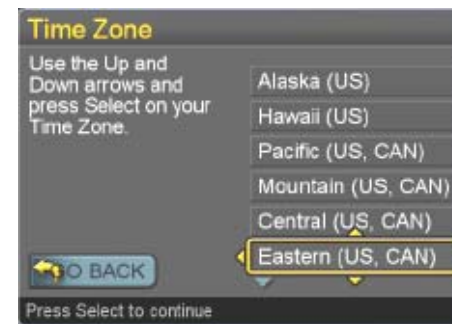 Time Zone
Use the Up and
Down arrows and
press Select on your
Time Zone.
Alaska (US)
Hawaii (US)
Pacific (US, CAN)
Mountain (US, CAN)
Central (US, CAN)
Eastern (US, CAN)
GO BACK
Press Select to continue